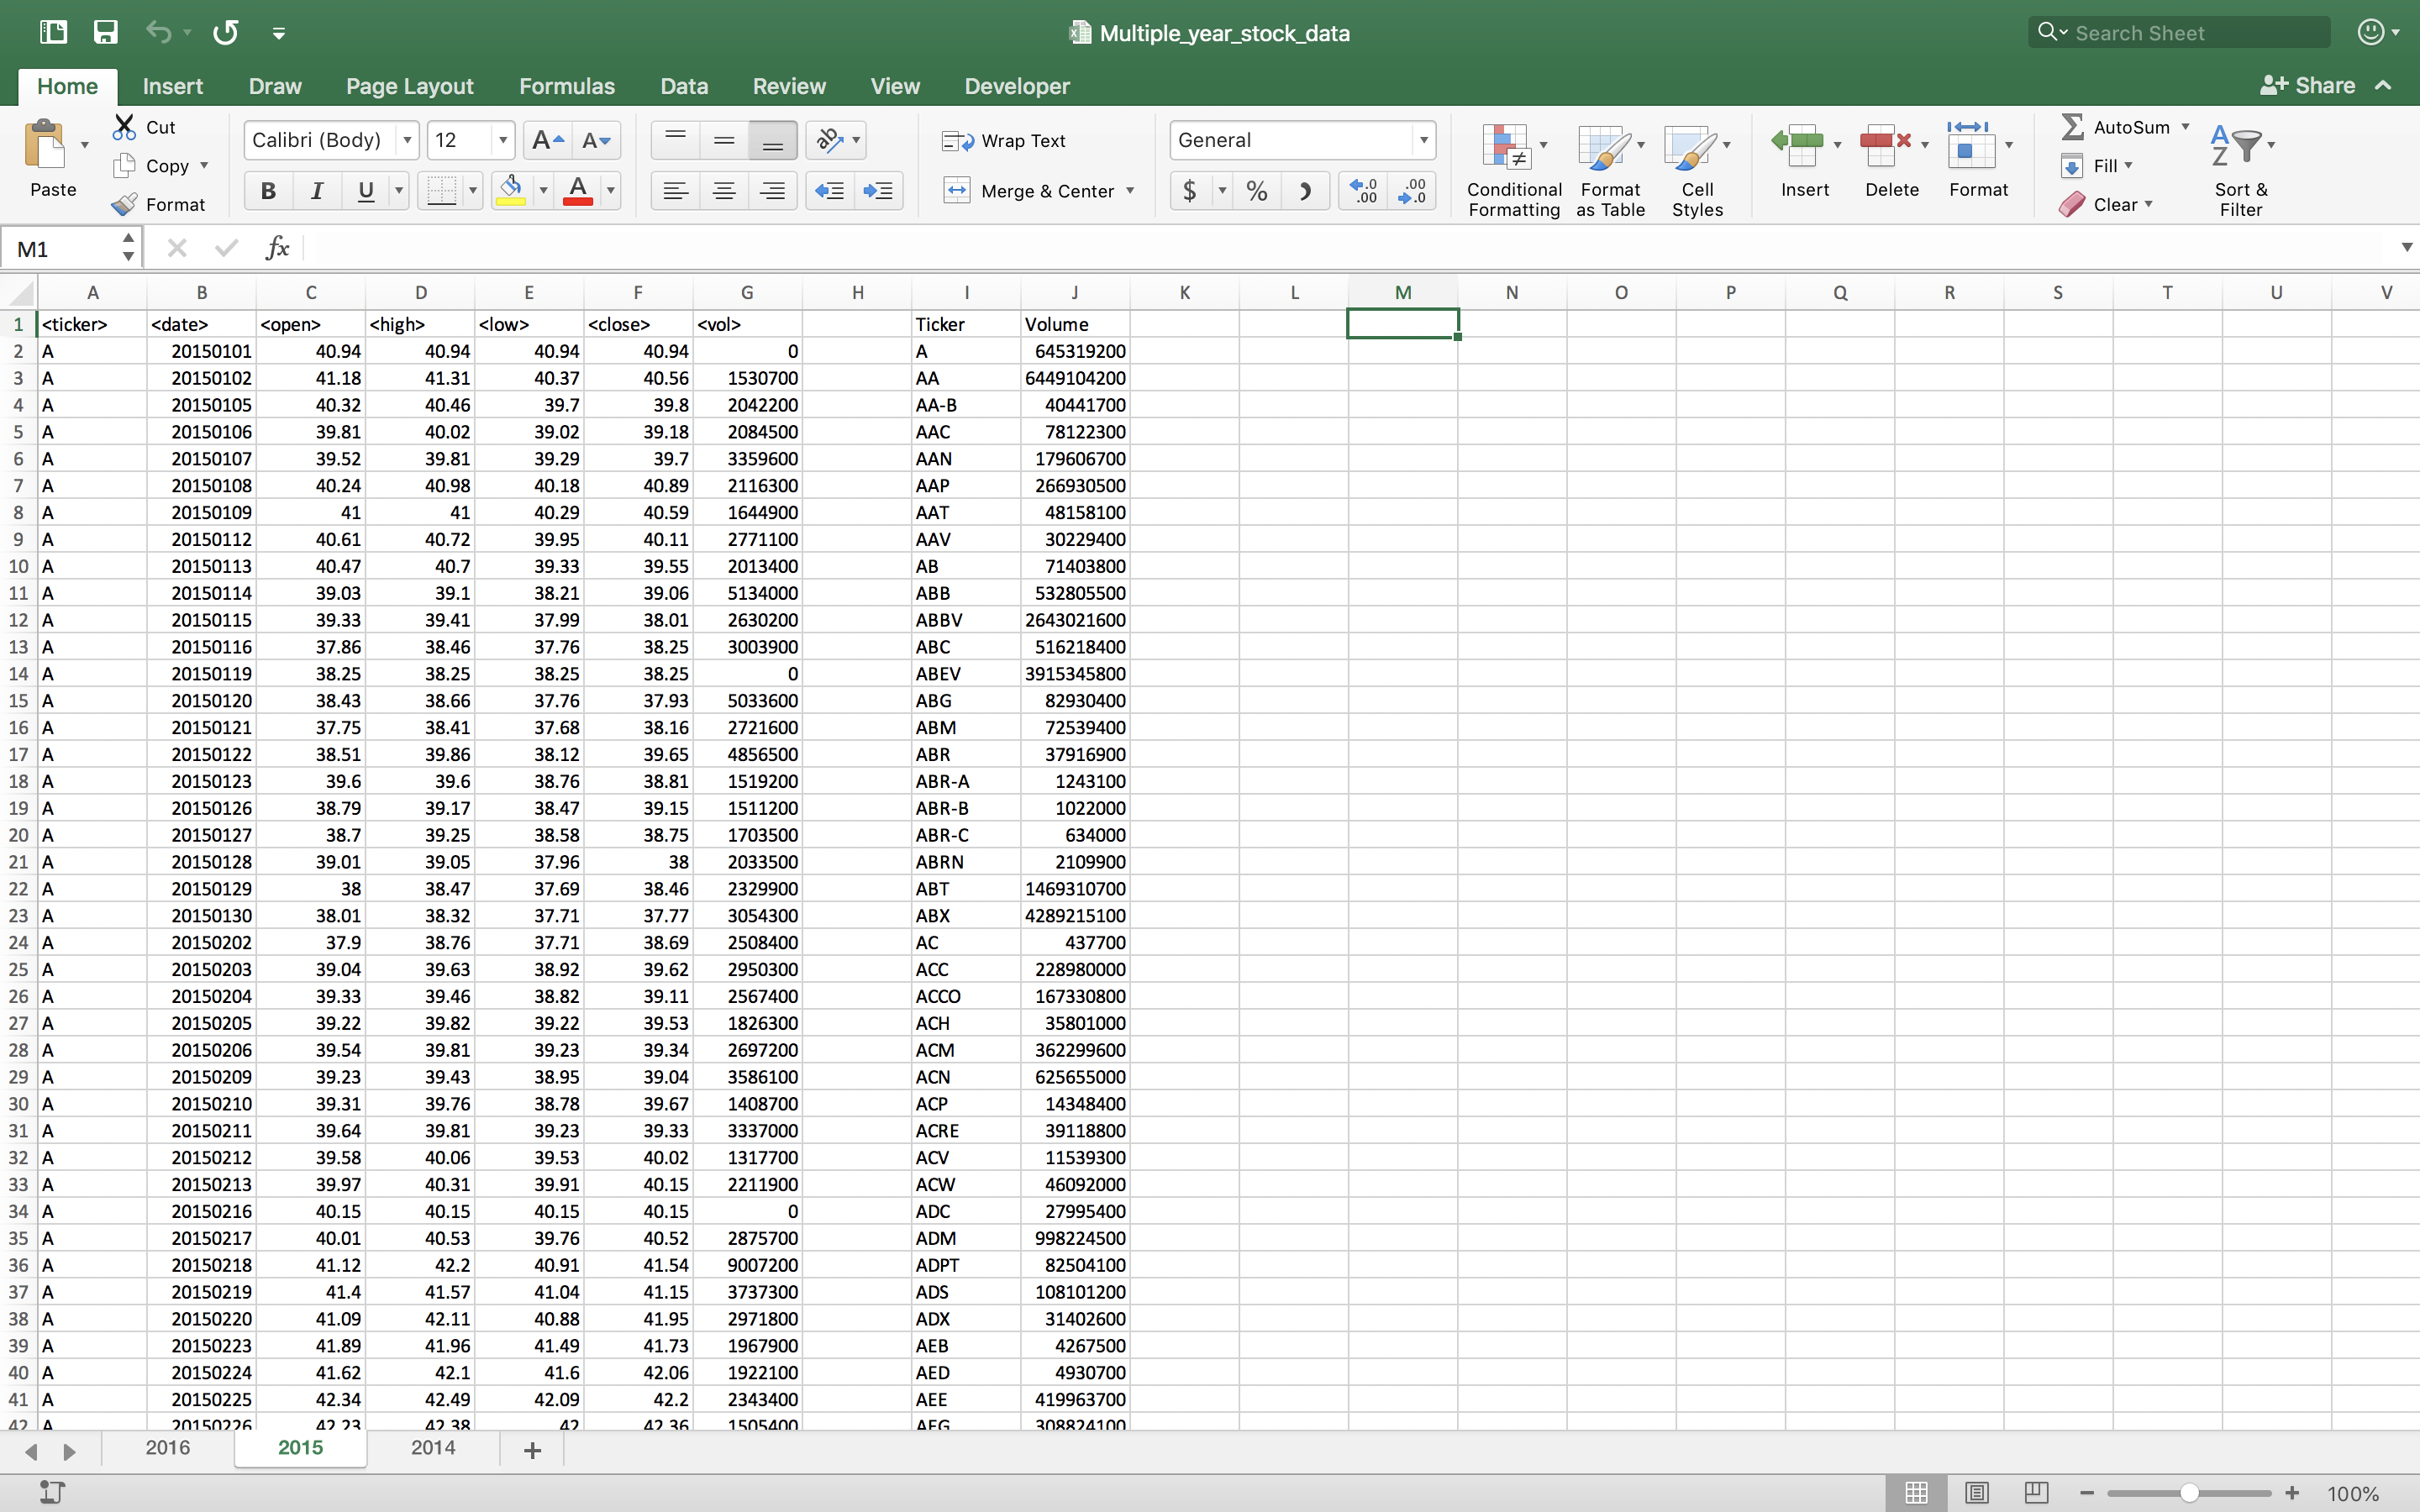 Multiple_year_stock_data
Search Sheet
Home Insert Draw Page Layout Formulas Data Review View Developer Share
Paste Cut Copy Format
Calibri (Body) 12 A A
B I U A
ab
Wrap Text
Merge & Center
General
$ % .0 .00 .00 .0
Conditional Formatting
Format as Table
Cell Styles
Insert Delete Format
AutoSum
Fill
Clear
A Z
Sort & Filter
M1 fx
A B C D E F G H I J K L M N O P Q R S T U V
1 <ticker> <date> <open> <high> <low> <close> <vol> Ticker Volume
2 A 20150101 40.94 40.94 40.94 40.94 0 A 645319200
3 A 20150102 41.18 41.31 40.37 40.56 1530700 AA 6449104200
4 A 20150105 40.32 40.46 39.7 39.8 2042200 AA-B 40441700
5 A 20150106 39.81 40.02 39.02 39.18 2084500 AAC 78122300
6 A 20150107 39.52 39.81 39.29 39.7 3359600 AAN 179606700
7 A 20150108 40.24 40.98 40.18 40.89 2116300 AAP 266930500
8 A 20150109 41 41 40.29 40.59 1644900 AAT 48158100
9 A 20150112 40.61 40.72 39.95 40.11 2771100 AAV 30229400
10 A 20150113 40.47 40.7 39.33 39.55 2013400 AB 71403800
11 A 20150114 39.03 39.1 38.21 39.06 5134000 ABB 532805500
12 A 20150115 39.33 39.41 37.99 38.01 2630200 ABBV 2643021600
13 A 20150116 37.86 38.46 37.76 38.25 3003900 ABC 516218400
14 A 20150119 38.25 38.25 38.25 38.25 0 ABEV 3915345800
15 A 20150120 38.43 38.66 37.76 37.93 5033600 ABG 82930400
16 A 20150121 37.75 38.41 37.68 38.16 2721600 ABM 72539400
17 A 20150122 38.51 39.86 38.12 39.65 4856500 ABR 37916900
18 A 20150123 39.6 39.6 38.76 38.81 1519200 ABR-A 1243100
19 A 20150126 38.79 39.17 38.47 39.15 1511200 ABR-B 1022000
20 A 20150127 38.7 39.25 38.58 38.75 1703500 ABR-C 634000
21 A 20150128 39.01 39.05 37.96 38 2033500 ABRN 2109900
22 A 20150129 38 38.47 37.69 38.46 2329900 ABT 1469310700
23 A 20150130 38.01 38.32 37.71 37.77 3054300 ABX 4289215100
24 A 20150202 37.9 38.76 37.71 38.69 2508400 AC 437700
25 A 20150203 39.04 39.63 38.92 39.62 2950300 ACC 228980000
26 A 20150204 39.33 39.46 38.82 39.11 2567400 ACCO 167330800
27 A 20150205 39.22 39.82 39.22 39.53 1826300 ACH 35801000
28 A 20150206 39.54 39.81 39.23 39.34 2697200 ACM 362299600
29 A 20150209 39.23 39.43 38.95 39.04 3586100 ACN 625655000
30 A 20150210 39.31 39.76 38.78 39.67 1408700 ACP 14348400
31 A 20150211 39.64 39.81 39.23 39.33 3337000 ACRE 39118800
32 A 20150212 39.58 40.06 39.53 40.02 1317700 ACV 11539300
33 A 20150213 39.97 40.31 39.91 40.15 2211900 ACW 46092000
34 A 20150216 40.15 40.15 40.15 40.15 0 ADC 27995400
35 A 20150217 40.01 40.53 39.76 40.52 2875700 ADM 998224500
36 A 20150218 41.12 42.2 40.91 41.54 9007200 ADPT 82504100
37 A 20150219 41.4 41.57 41.04 41.15 3737300 ADS 108101200
38 A 20150220 41.09 42.11 40.88 41.95 2971800 ADX 31402600
39 A 20150223 41.89 41.96 41.49 41.73 1967900 AEB 4267500
40 A 20150224 41.62 42.1 41.6 42.06 1922100 AED 4930700
41 A 20150225 42.34 42.49 42.09 42.2 2343400 AEE 419963700
42 A 20150226 42.23 42.38 42 42.36 1505400 AEG 308824100
2016 2015 2014 +
100%